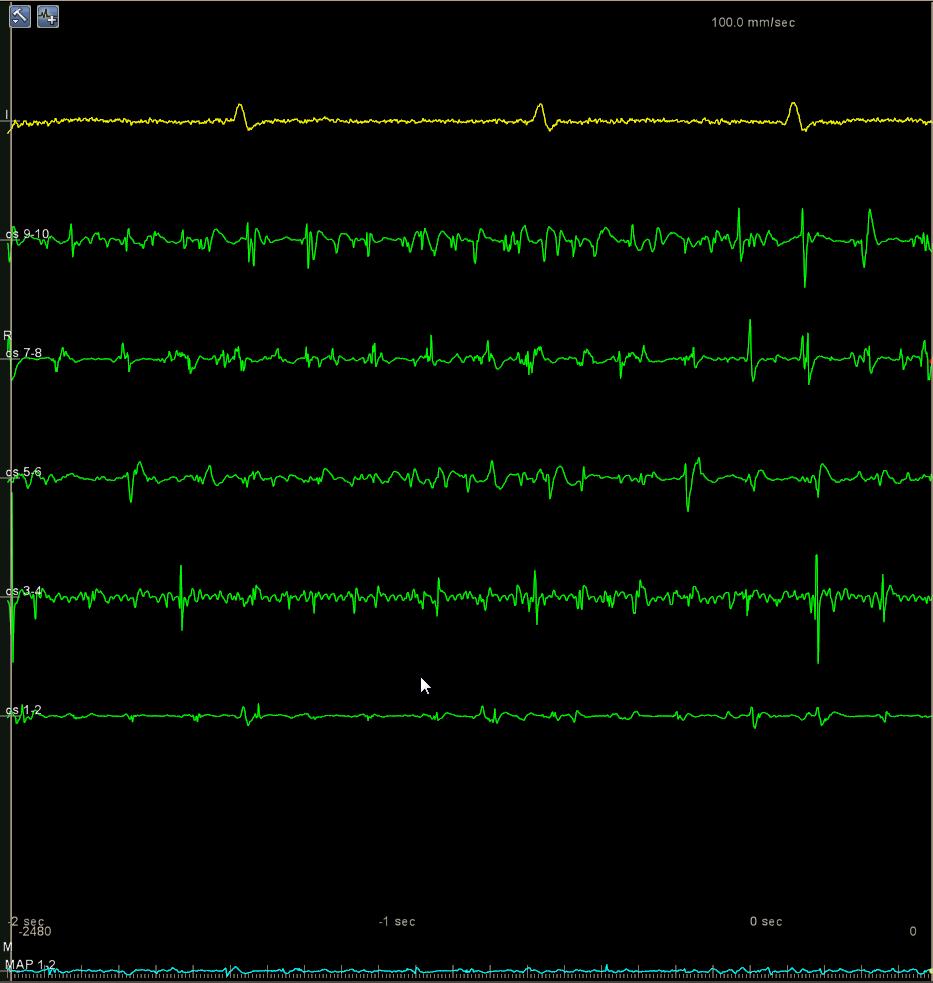 100.0 mm/sec
I
cs 9-10
R
cs 7-8
cs 5-6
cs 3-4
cs 1-2
-2 sec
-1 sec
0 sec
-2480
0
M
MAP 1-2